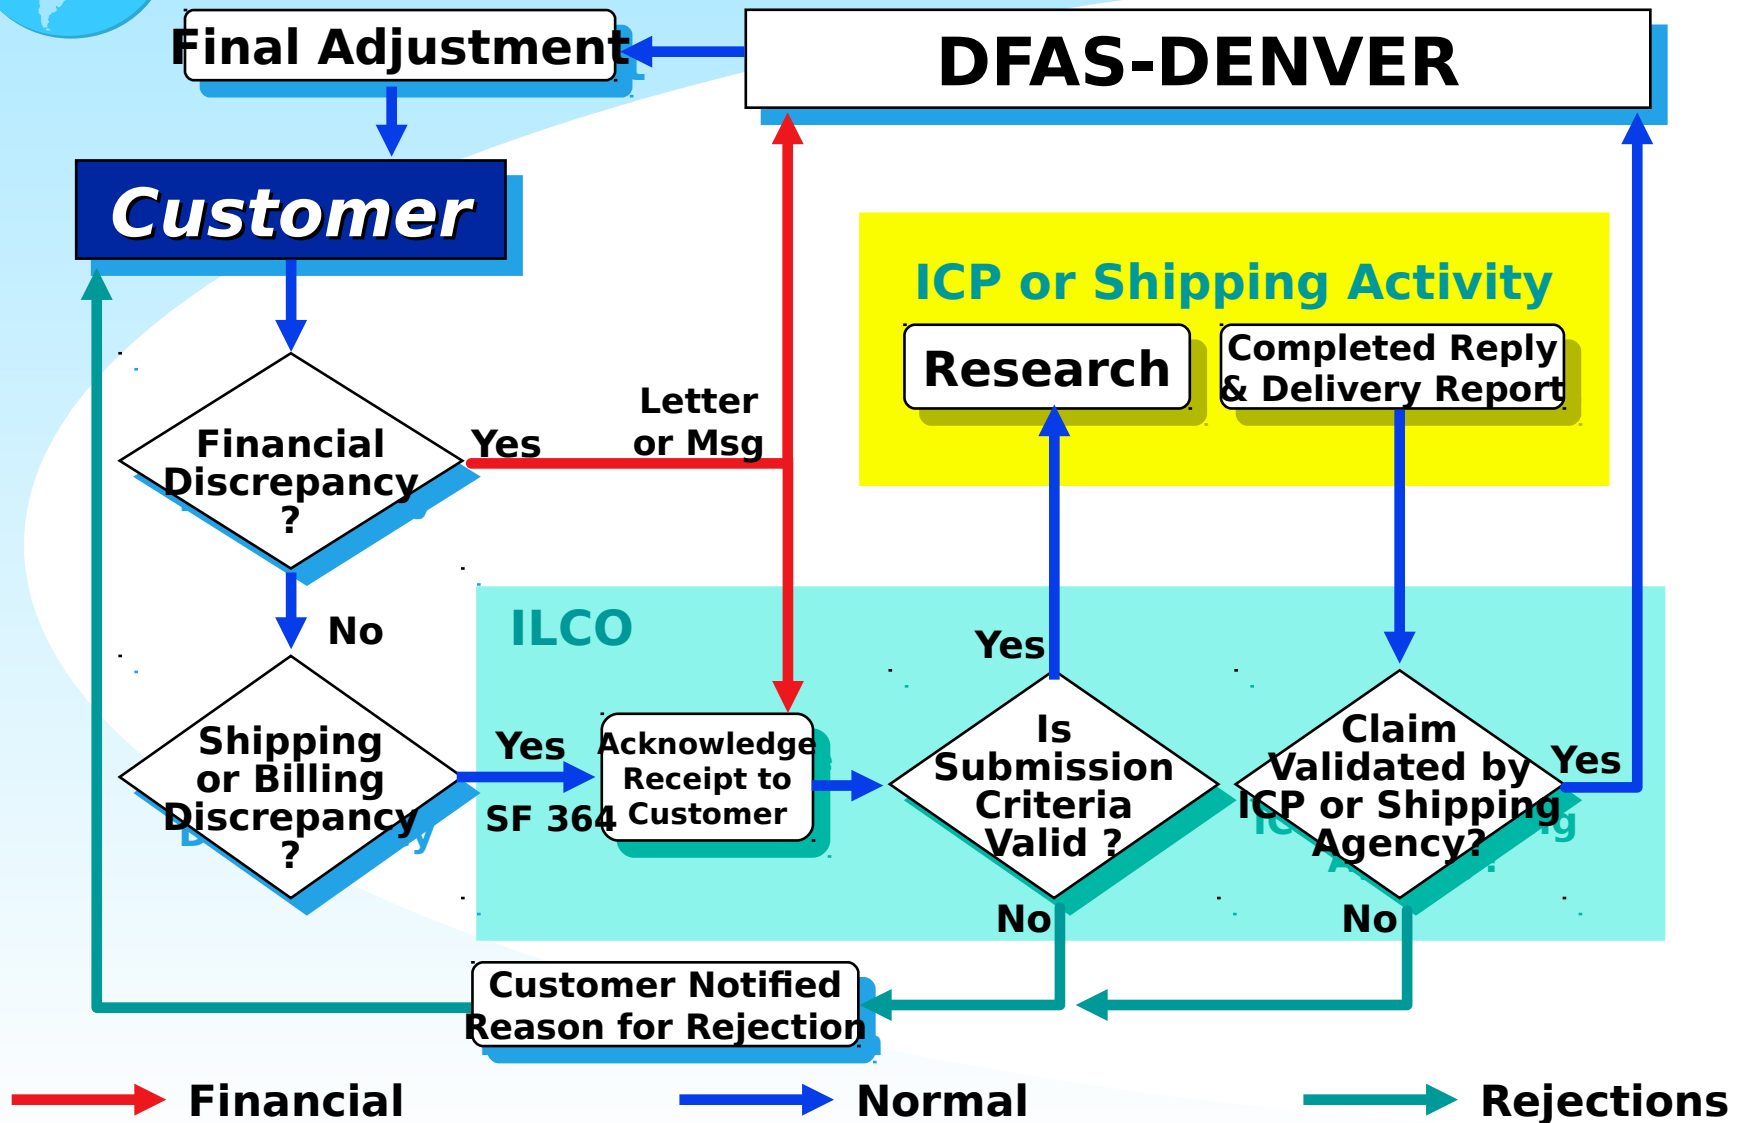 Final Adjustment
DFAS-DENVER
Customer
ICP or Shipping Activity
Research
Completed Reply
& Delivery Report
Letter
or Msg
Yes
Financial
Discrepancy
?
No
ILCO
Yes
Shipping
or Billing
Discrepancy
?
Yes
SF 364
Acknowledge
Receipt to
Customer
Is
Submission
Criteria
Valid ?
Claim
Validated by
ICP or Shipping
Agency?
Yes
No
No
Customer Notified
Reason for Rejection
Financial
Normal
Rejections